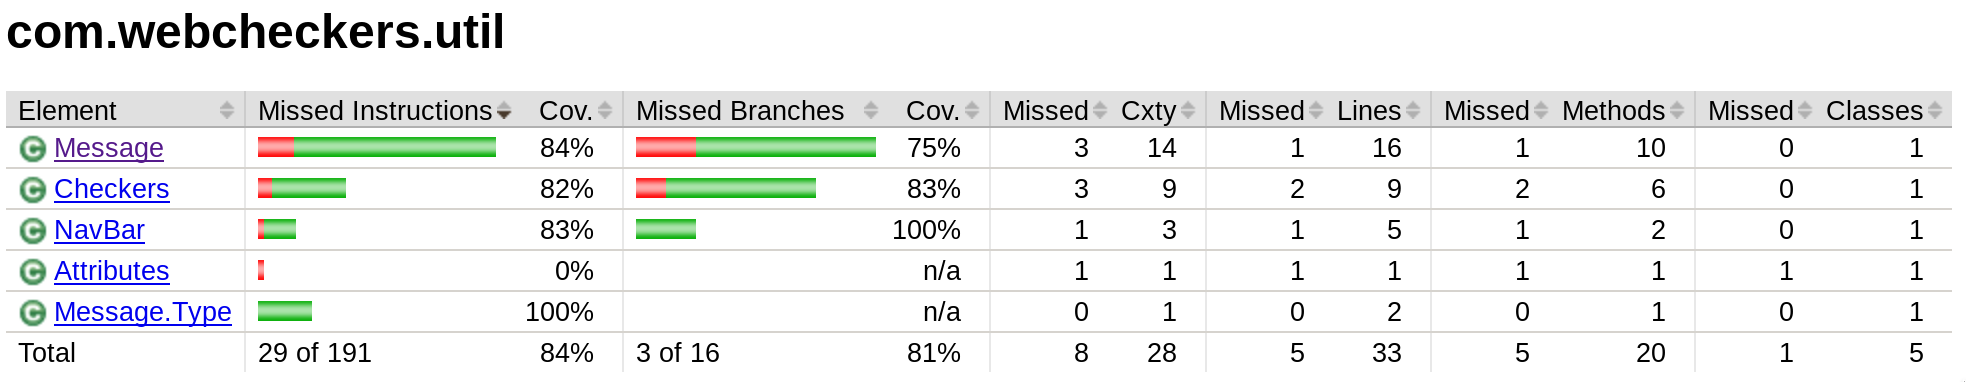 com.webcheckers.util
Element Missed Instructions Cov. Missed Branches Cov. Missed Cxty Missed Lines Missed Methods Missed Classes
C Message 84% 75% 3 14 1 16 1 10 0 1
C Checkers 82% 83% 3 9 2 9 2 6 0 1
C NavBar 83% 100% 1 3 1 5 1 2 0 1
C Attributes 0% n/a 1 1 1 1 1 1 1 1
C Message.Type 100% n/a 0 1 0 2 0 1 0 1
Total 29 of 191 84% 3 of 16 81% 8 28 5 33 5 20 1 5